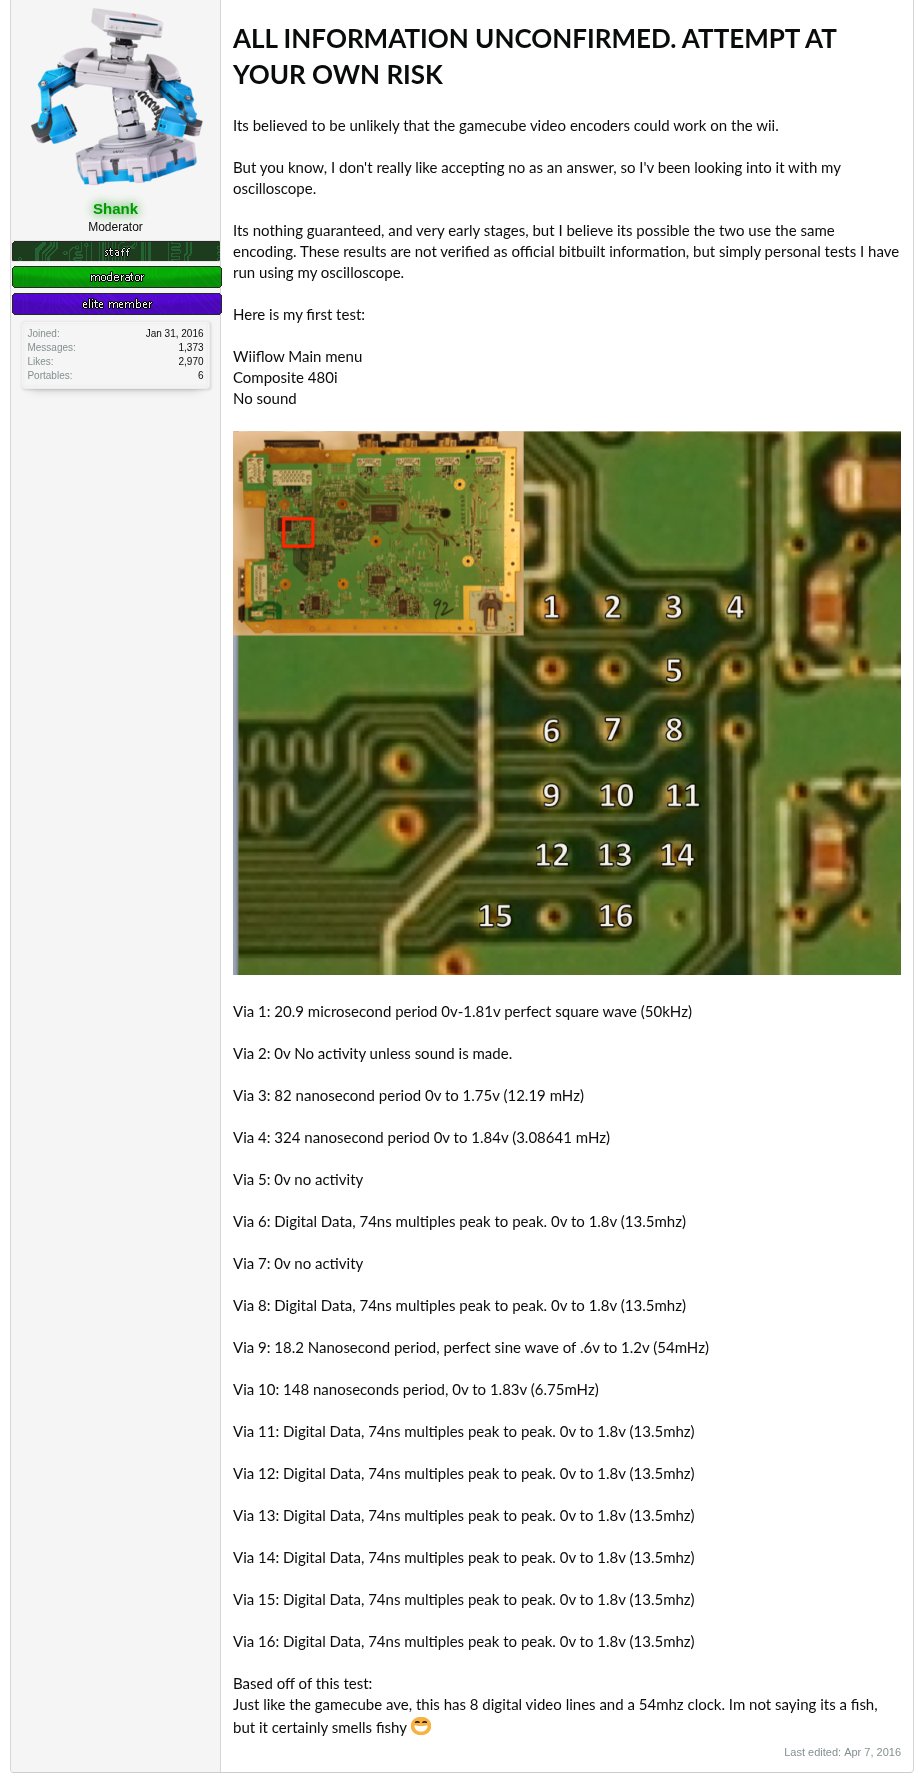 ALL INFORMATION UNCONFIRMED. ATTEMPT AT
YOUR OWN RISK
Its believed to be unlikely that the gamecube video encoders could work on the wii.
But you know, I don't really like accepting no as an answer, so I'v been looking into it with my
oscilloscope.
Its nothing guaranteed, and very early stages, but I believe its possible the two use the same
encoding. These results are not verified as official bitbuilt information, but simply personal tests I have
run using my oscilloscope.
Here is my first test:
Wiiflow Main menu
Composite 480i
No sound
Shank
Moderator
staff
moderator
elite member
Joined: Jan 31, 2016
Messages: 1,373
Likes: 2,970
Portables: 6
92
1 2 3 4
5
6 7 8
9 10 11
12 13 14
15 16
Via 1: 20.9 microsecond period 0v-1.81v perfect square wave (50kHz)
Via 2: 0v No activity unless sound is made.
Via 3: 82 nanosecond period 0v to 1.75v (12.19 mHz)
Via 4: 324 nanosecond period 0v to 1.84v (3.08641 mHz)
Via 5: 0v no activity
Via 6: Digital Data, 74ns multiples peak to peak. 0v to 1.8v (13.5mhz)
Via 7: 0v no activity
Via 8: Digital Data, 74ns multiples peak to peak. 0v to 1.8v (13.5mhz)
Via 9: 18.2 Nanosecond period, perfect sine wave of .6v to 1.2v (54mHz)
Via 10: 148 nanoseconds period, 0v to 1.83v (6.75mHz)
Via 11: Digital Data, 74ns multiples peak to peak. 0v to 1.8v (13.5mhz)
Via 12: Digital Data, 74ns multiples peak to peak. 0v to 1.8v (13.5mhz)
Via 13: Digital Data, 74ns multiples peak to peak. 0v to 1.8v (13.5mhz)
Via 14: Digital Data, 74ns multiples peak to peak. 0v to 1.8v (13.5mhz)
Via 15: Digital Data, 74ns multiples peak to peak. 0v to 1.8v (13.5mhz)
Via 16: Digital Data, 74ns multiples peak to peak. 0v to 1.8v (13.5mhz)
Based off of this test:
Just like the gamecube ave, this has 8 digital video lines and a 54mhz clock. Im not saying its a fish,
but it certainly smells fishy
Last edited: Apr 7, 2016